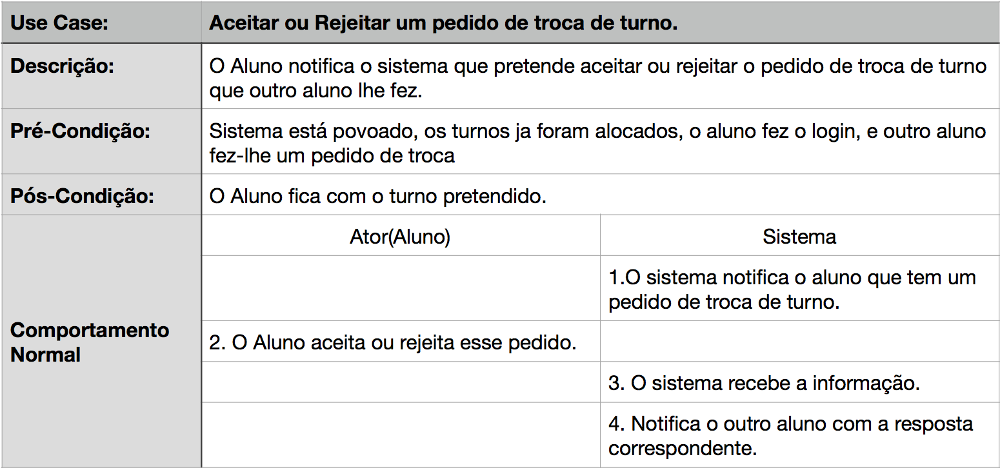 Use Case:
Aceitar ou Rejeitar um pedido de troca de turno.
Descrição:
O Aluno notifica o sistema que pretende aceitar ou rejeitar o pedido de troca de turno
que outro aluno lhe fez.
Pré-Condição:
Sistema está povoado, os turnos ja foram alocados, o aluno fez o login, e outro aluno
fez-lhe um pedido de troca
Pós-Condição:
O Aluno fica com o turno pretendido.
Comportamento
Normal
Ator(Aluno)
Sistema
1.O sistema notifica o aluno que tem um
pedido de troca de turno.
2. O Aluno aceita ou rejeita esse pedido.
3. O sistema recebe a informação.
4. Notifica o outro aluno com a resposta
correspondente.